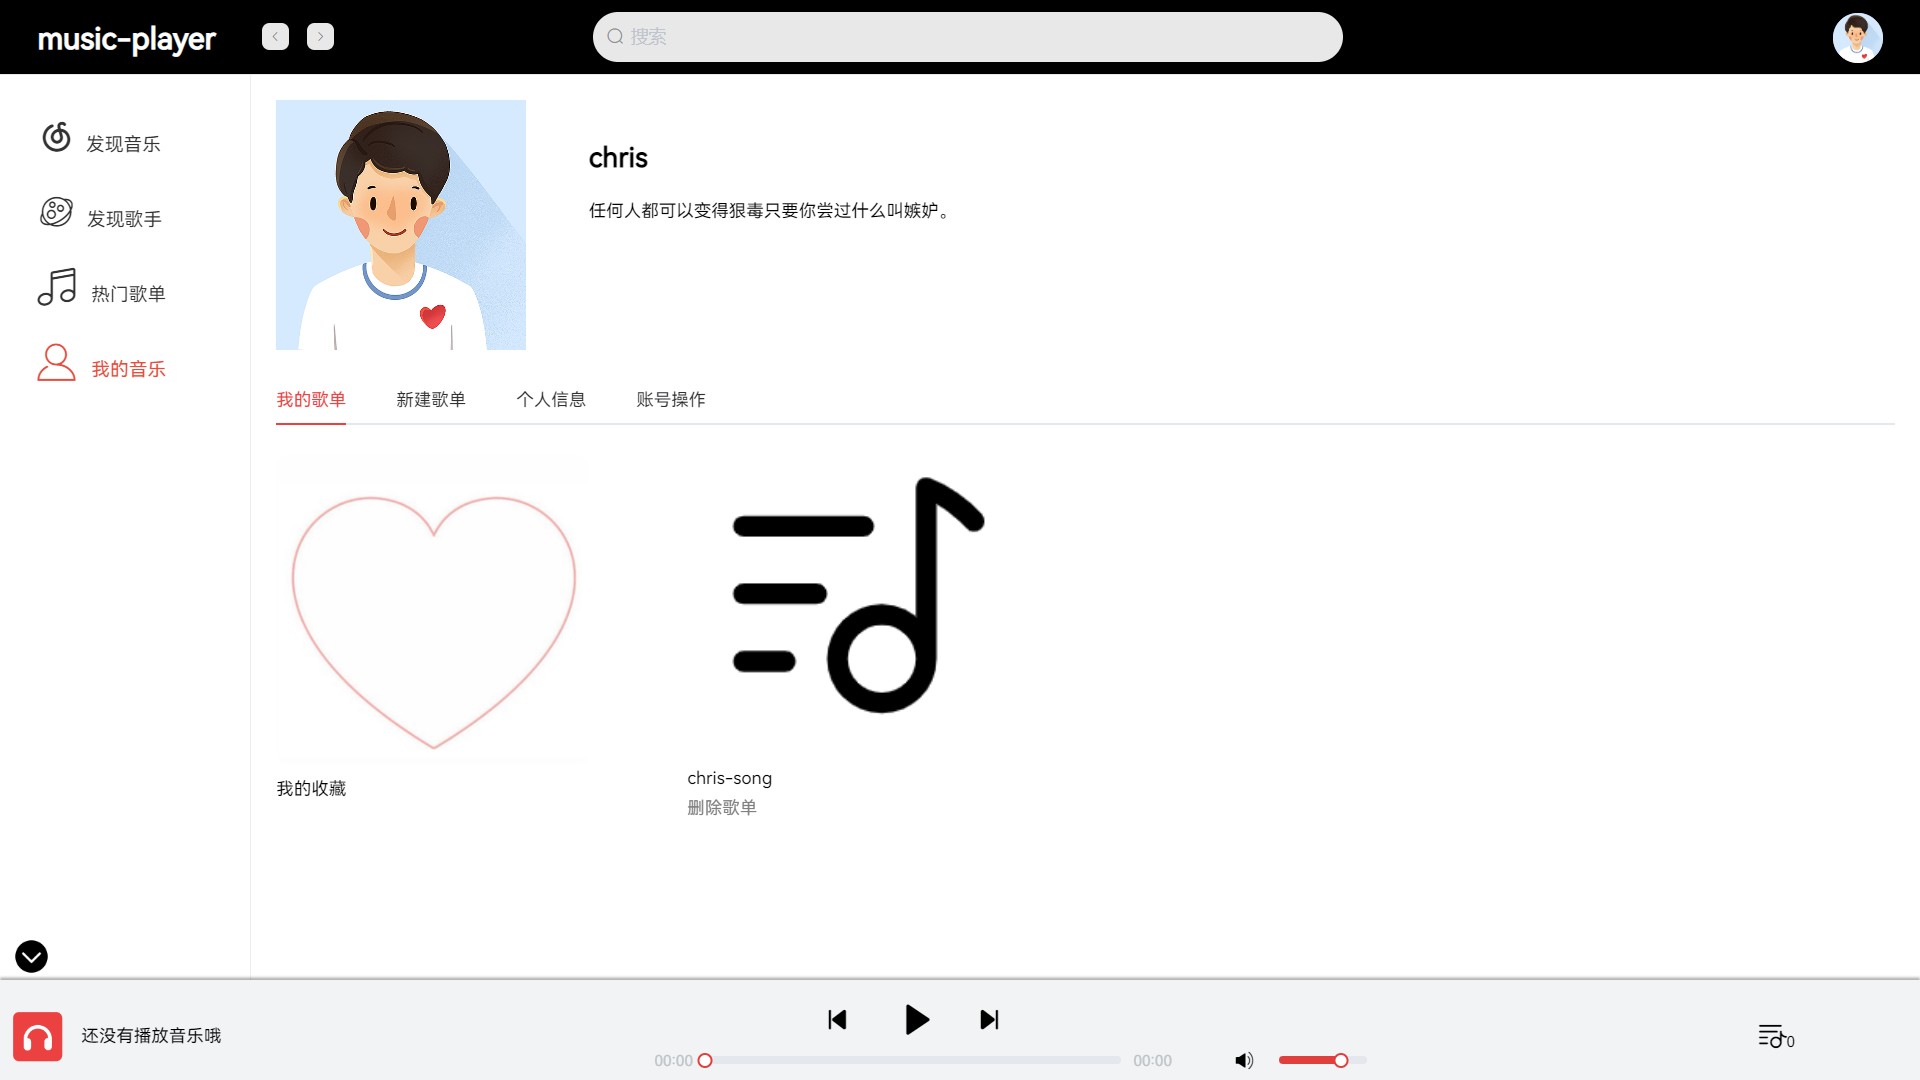 music-player
搜索
发现音乐
发现歌手
热门歌单
我的音乐
chris
任何人都可以变得狠毒只要你尝过什么叫嫉妒。
我的歌单 新建歌单 个人信息 账号操作
我的收藏
chris-song
删除歌单
还没有播放音乐哦
00:00 00:00
0